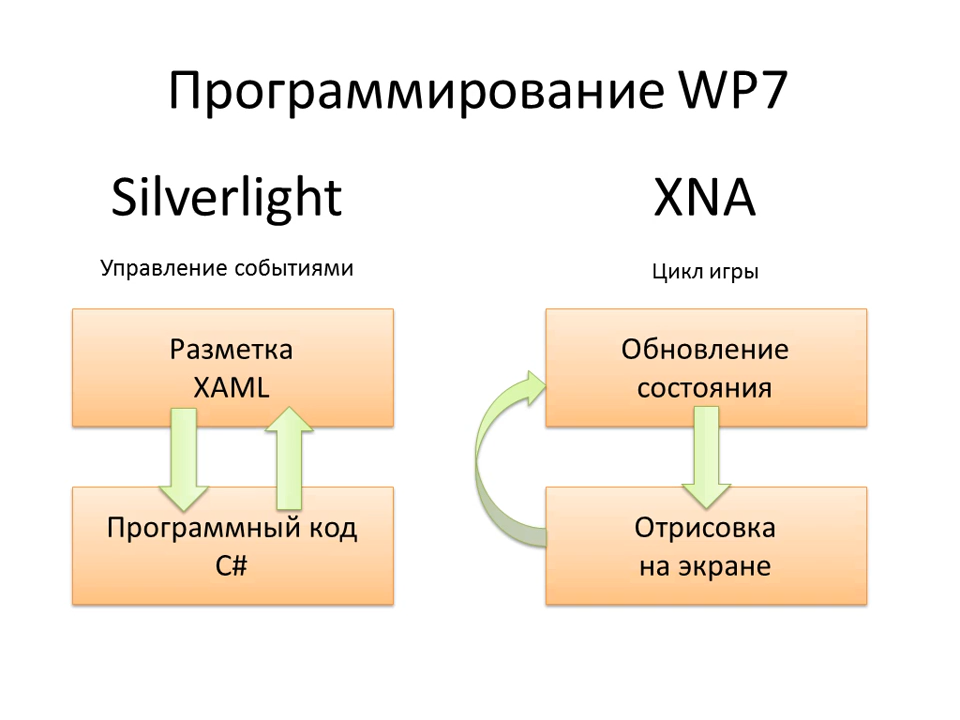 Программирование WP7
Silverlight
Управление событиями
Разметка
XAML
Программный код
C#
XNA
Цикл игры
Обновление
состояния
Отрисовка
на экране